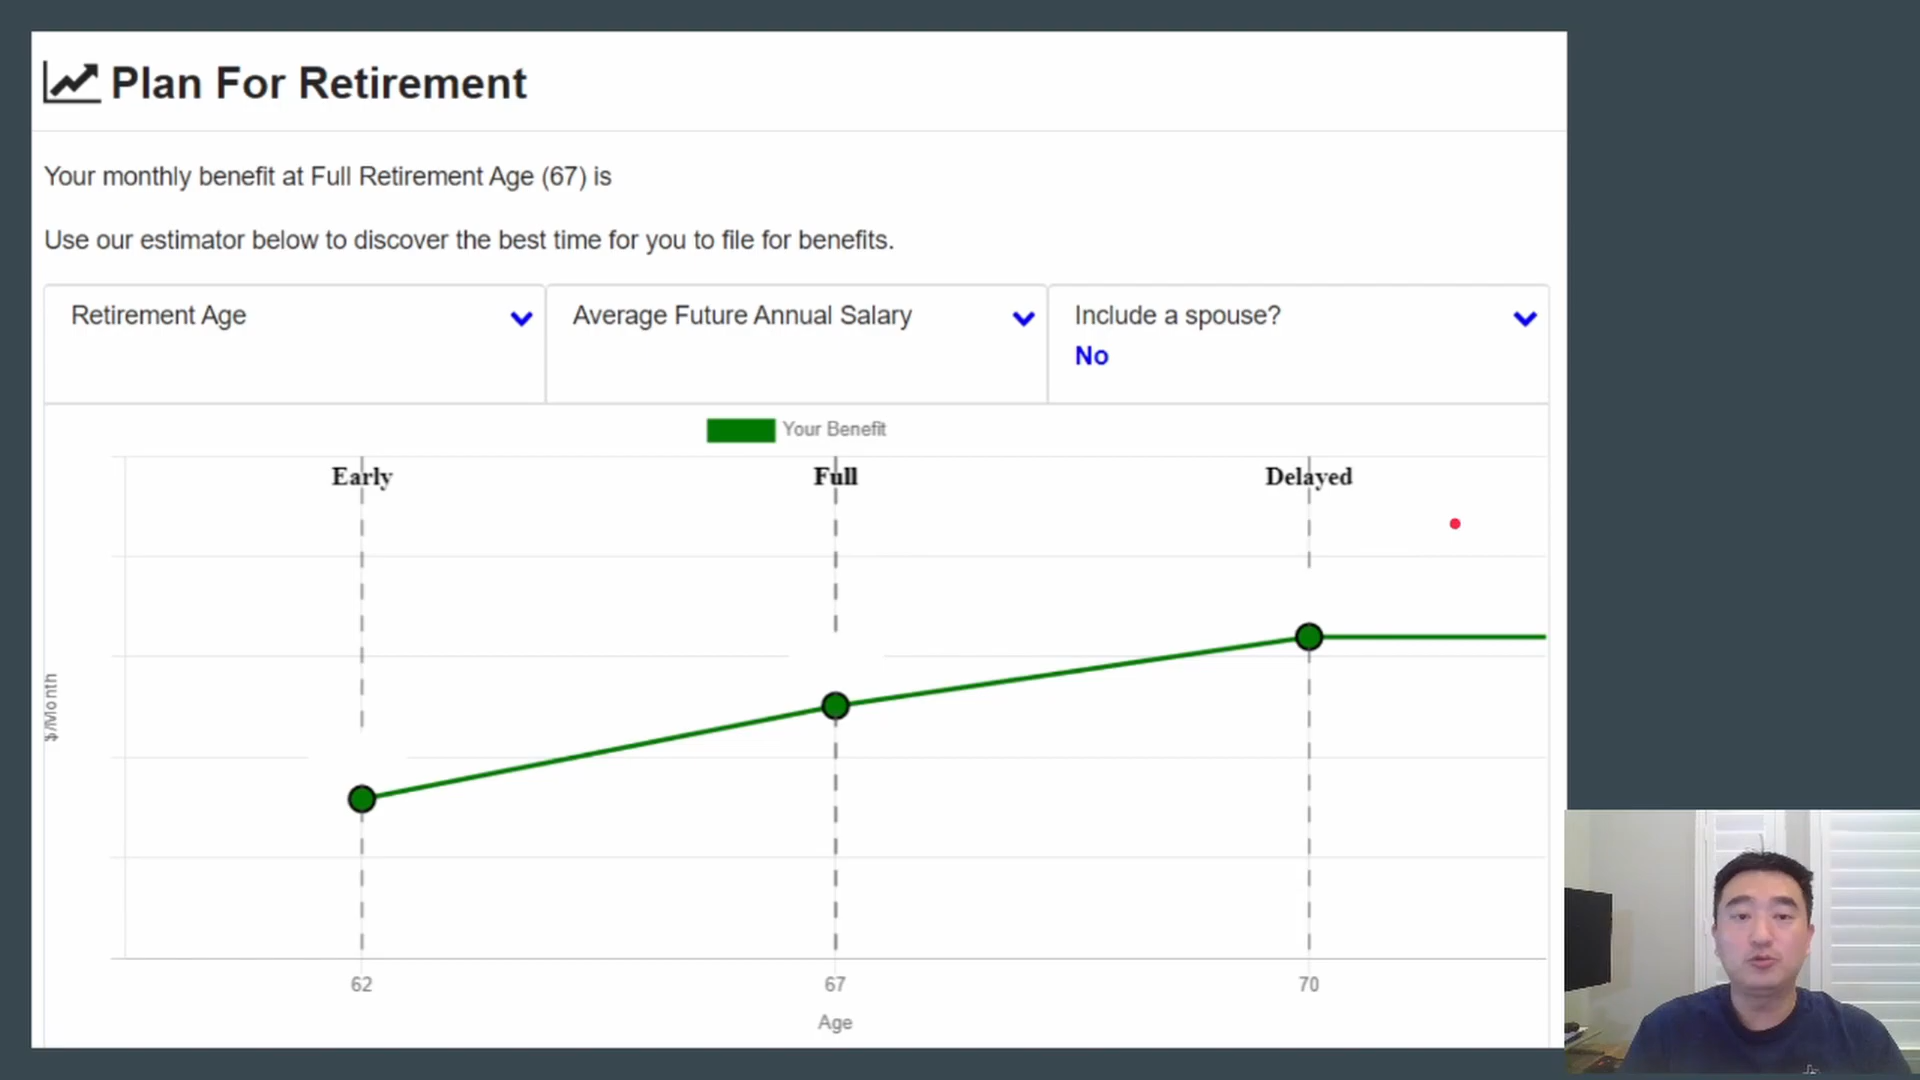 Plan For Retirement
Your monthly benefit at Full Retirement Age (67) is
Use our estimator below to discover the best time for you to file for benefits.
Retirement Age
Average Future Annual Salary
Include a spouse?
No
Your Benefit
Early
Full
Delayed
$/Month
62
67
70
Age